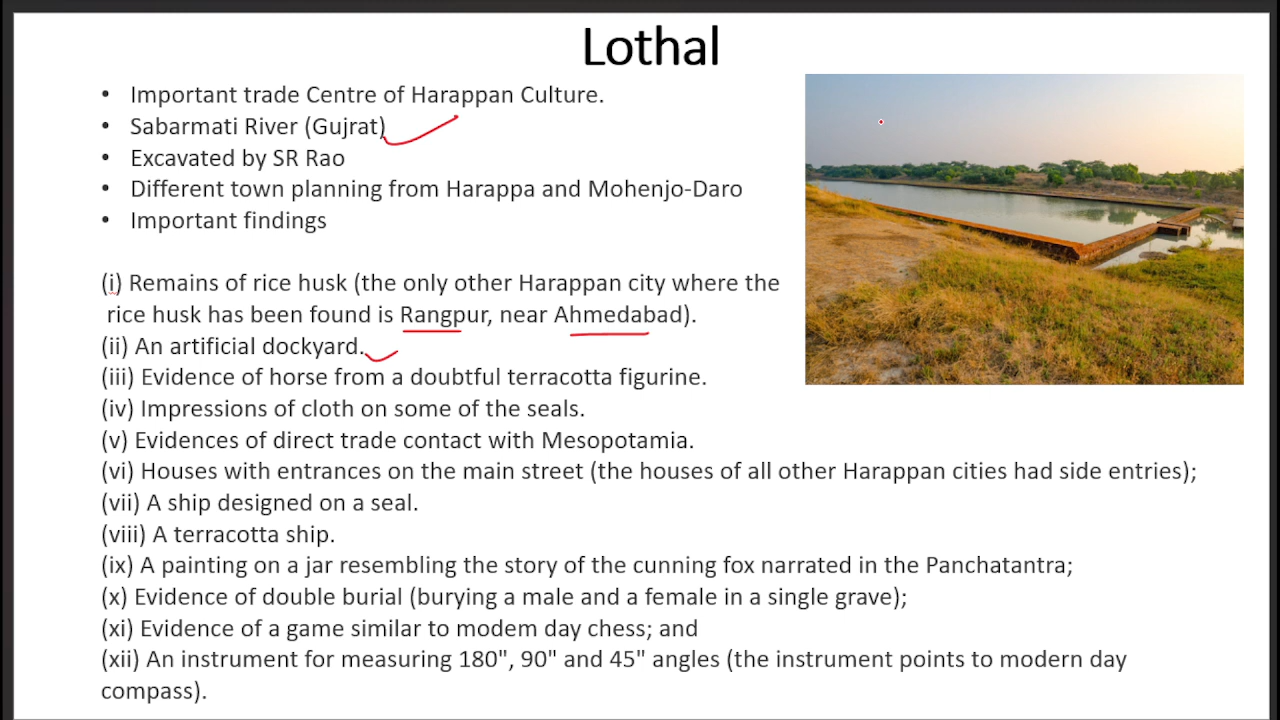 Lothal
• Important trade Centre of Harappan Culture.
• Sabarmati River (Gujrat)
• Excavated by SR Rao
• Different town planning from Harappa and Mohenjo-Daro
• Important findings
(i) Remains of rice husk (the only other Harappan city where the
rice husk has been found is Rangpur, near Ahmedabad).
(ii) An artificial dockyard.
(iii) Evidence of horse from a doubtful terracotta figurine.
(iv) Impressions of cloth on some of the seals.
(v) Evidences of direct trade contact with Mesopotamia.
(vi) Houses with entrances on the main street (the houses of all other Harappan cities had side entries);
(vii) A ship designed on a seal.
(viii) A terracotta ship.
(ix) A painting on a jar resembling the story of the cunning fox narrated in the Panchatantra;
(x) Evidence of double burial (burying a male and a female in a single grave);
(xi) Evidence of a game similar to modem day chess; and
(xii) An instrument for measuring 180", 90" and 45" angles (the instrument points to modern day
compass).